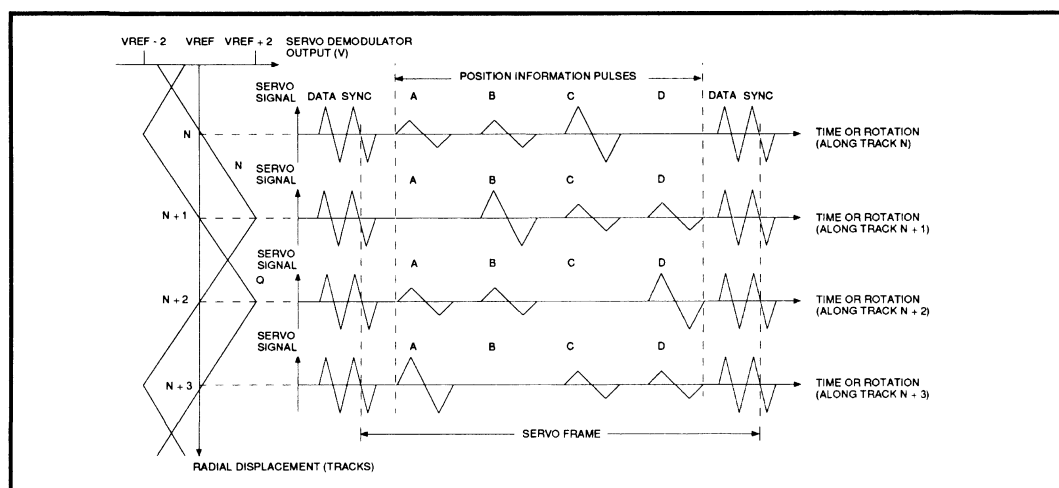 VREF - 2 VREF VREF + 2 SERVO DEMODULATOR
OUTPUT (V)
POSITION INFORMATION PULSES
SERVO
SIGNAL DATA SYNC A B C D DATA SYNC
N
TIME OR ROTATION
(ALONG TRACK N)
N
SERVO
SIGNAL A B C D
N + 1
TIME OR ROTATION
(ALONG TRACK N + 1)
SERVO
SIGNAL A B C D
Q
N + 2
TIME OR ROTATION
(ALONG TRACK N + 2)
SERVO
SIGNAL A B C D
N + 3
TIME OR ROTATION
(ALONG TRACK N + 3)
SERVO FRAME
RADIAL DISPLACEMENT (TRACKS)